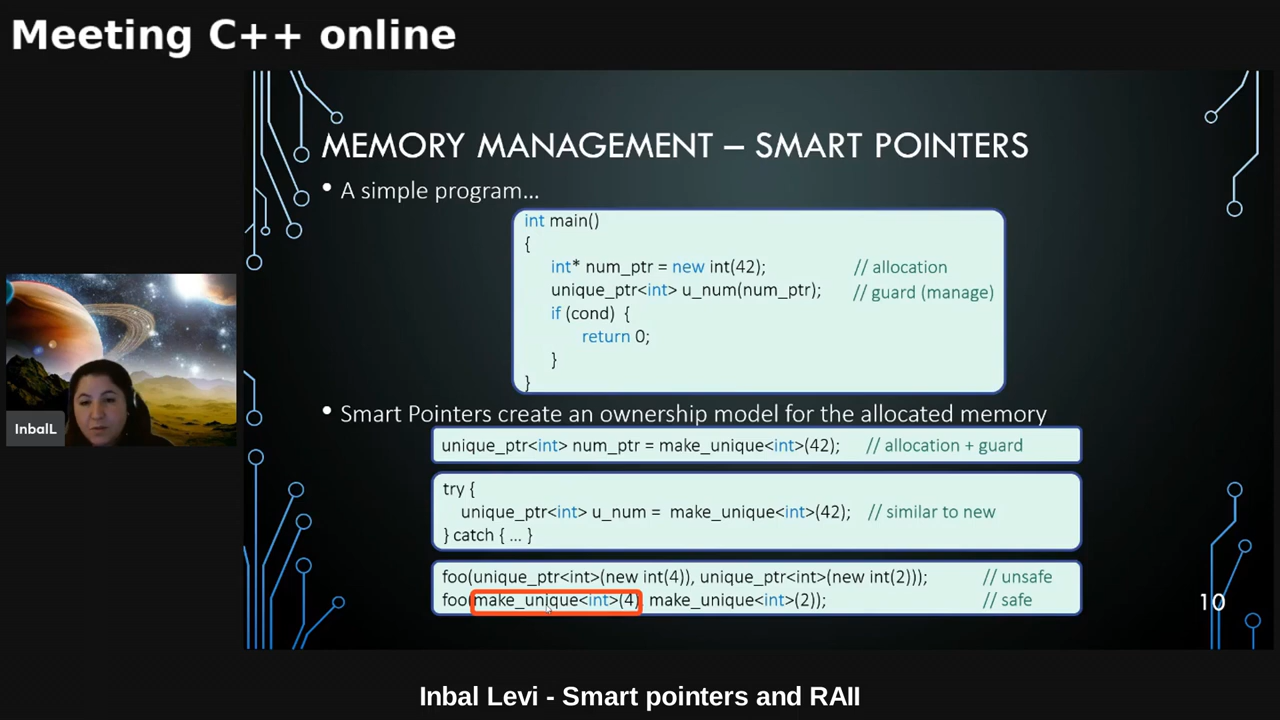 Meeting C++ online
MEMORY MANAGEMENT – SMART POINTERS
• A simple program...
int main()
{
int* num_ptr = new int(42); // allocation
unique_ptr<int> u_num(num_ptr); // guard (manage)
if (cond) {
return 0;
}
}
• Smart Pointers create an ownership model for the allocated memory
unique_ptr<int> num_ptr = make_unique<int>(42); // allocation + guard
try {
unique_ptr<int> u_num = make_unique<int>(42); // similar to new
} catch { ... }
foo(unique_ptr<int>(new int(4)), unique_ptr<int>(new int(2))); // unsafe
foo(make_unique<int>(4) make_unique<int>(2)); // safe
10
InbalL
Inbal Levi - Smart pointers and RAII